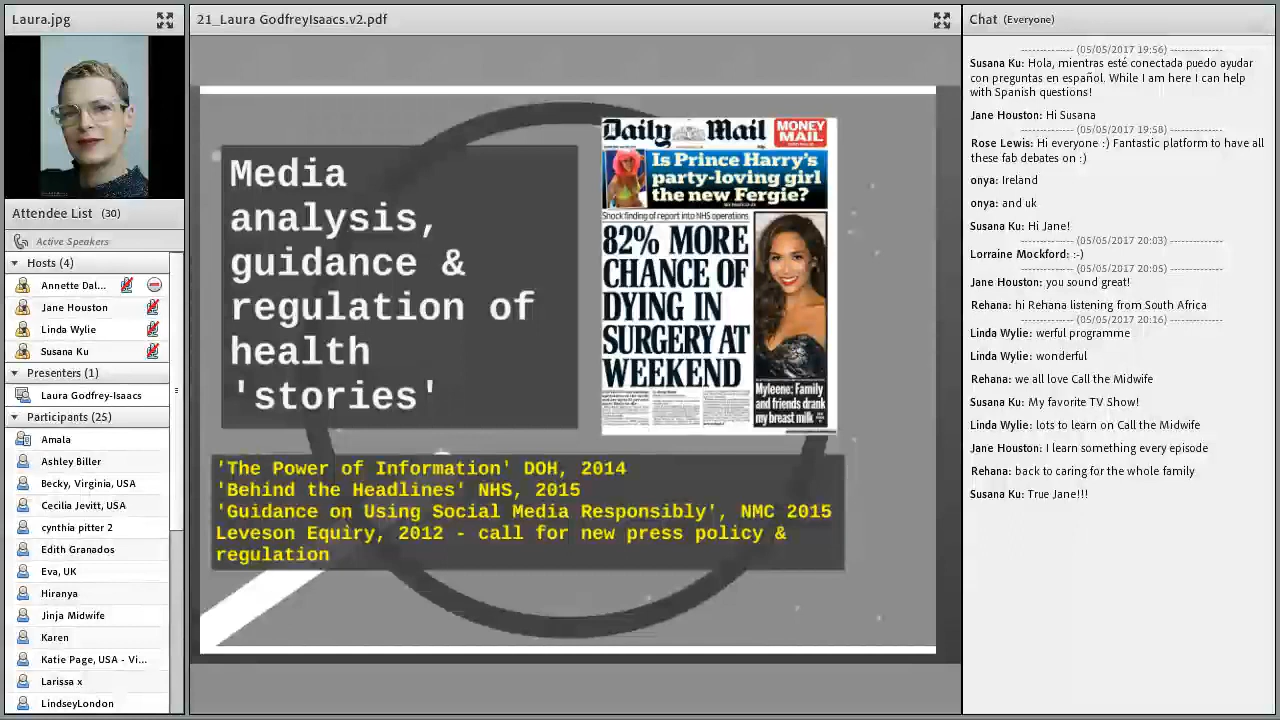 Laura.jpg
Attendee List (30)
Active Speakers
Hosts (4)
Annette Dal...
Jane Houston
Linda Wylie
Susana Ku
Presenters (1)
Laura Godfrey-Isaacs
Participants (25)
Amala
Ashley Biller
Becky, Virginia, USA
Cecilia Jevitt, USA
cynthia pitter 2
Edith Granados
Eva, UK
Hiranya
Jinja Midwife
Karen
Katie Page, USA - Vi...
Larissa x
LindseyLondon
21_Laura GodfreyIsaacs.v2.pdf
Media
analysis,
guidance &
regulation of
health
'stories'
Daily Mail
MONEY
MAIL
Is Prince Harry's
party-loving girl
the new Fergie?
Shock finding of report into NHS operations
82% MORE
CHANCE OF
DYING IN
SURGERY AT
WEEKEND
Myleene: Family
and friends drank
my breast milk
'The Power of Information' DOH, 2014
'Behind the Headlines' NHS, 2015
'Guidance on Using Social Media Responsibly', NMC 2015
Leveson Equiry, 2012 - call for new press policy &
regulation
Chat (Everyone)
--------------- (05/05/2017 19:56) ---------------
Susana Ku: Hola, mientras esté conectada puedo ayudar
con preguntas en español. While I am here I can help
with Spanish questions!
Jane Houston: Hi Susana
--------------- (05/05/2017 19:58) ---------------
Rose Lewis: Hi everyone :) Fantastic platform to have all
these fab debates on :)
onya: Ireland
onya: and uk
Susana Ku: Hi Jane!
--------------- (05/05/2017 20:03) ---------------
Lorraine Mockford: :-)
--------------- (05/05/2017 20:05) ---------------
Jane Houston: you sound great!
Rehana: hi Rehana listening from South Africa
--------------- (05/05/2017 20:16) ---------------
Linda Wylie: werful programme
Linda Wylie: wonderful
Rehana: we all love Call the Midwife
Susana Ku: My favorite TV Show!
Linda Wylie: lots to learn on Call the Midwife
Jane Houston: I learn something every episode
Rehana: back to caring for the whole family
Susana Ku: True Jane!!!